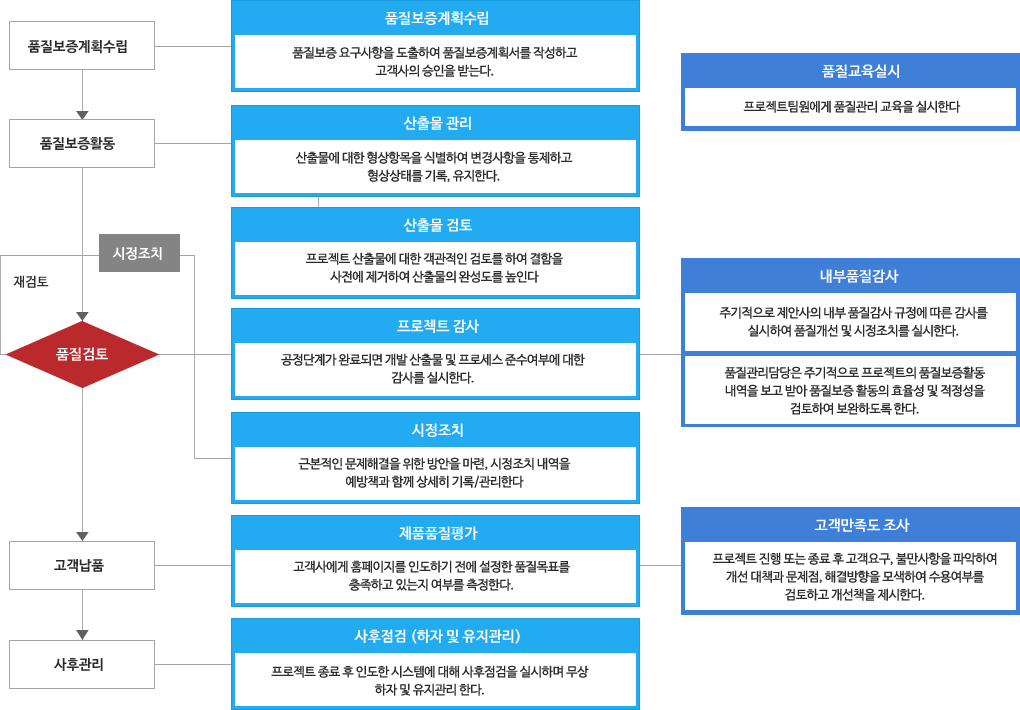 품질보증계획수립
품질보증활동
시정조치
재검토
품질검토
고객납품
사후관리
품질보증계획수립
품질보증 요구사항을 도출하여 품질보증계획서를 작성하고
고객사의 승인을 받는다.
산출물 관리
산출물에 대한 형상항목을 식별하여 변경사항을 통제하고
형상상태를 기록, 유지한다.
산출물 검토
프로젝트 산출물에 대한 객관적인 검토를 하여 결함을
사전에 제거하여 산출물의 완성도를 높인다
프로젝트 감사
공정단계가 완료되면 개발 산출물 및 프로세스 준수여부에 대한
감사를 실시한다.
시정조치
근본적인 문제해결을 위한 방안을 마련, 시정조치 내역을
예방책과 함께 상세히 기록/관리한다
제품품질평가
고객사에게 홈페이지를 인도하기 전에 설정한 품질목표를
충족하고 있는지 여부를 측정한다.
사후점검 (하자 및 유지관리)
프로젝트 종료 후 인도한 시스템에 대해 사후점검을 실시하며 무상
하자 및 유지관리 한다.
품질교육실시
프로젝트팀원에게 품질관리 교육을 실시한다
내부품질감사
주기적으로 제안사의 내부 품질감사 규정에 따른 감사를
실시하여 품질개선 및 시정조치를 실시한다.
품질관리담당은 주기적으로 프로젝트의 품질보증활동
내역을 보고 받아 품질보증 활동의 효율성 및 적정성을
검토하여 보완하도록 한다.
고객만족도 조사
프로젝트 진행 또는 종료 후 고객요구, 불만사항을 파악하여
개선 대책과 문제점, 해결방향을 모색하여 수용여부를
검토하고 개선책을 제시한다.